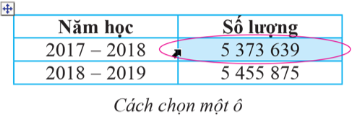 Năm học Số lượng
2017 – 2018 5 373 639
2018 – 2019 5 455 875
Cách chọn một ô